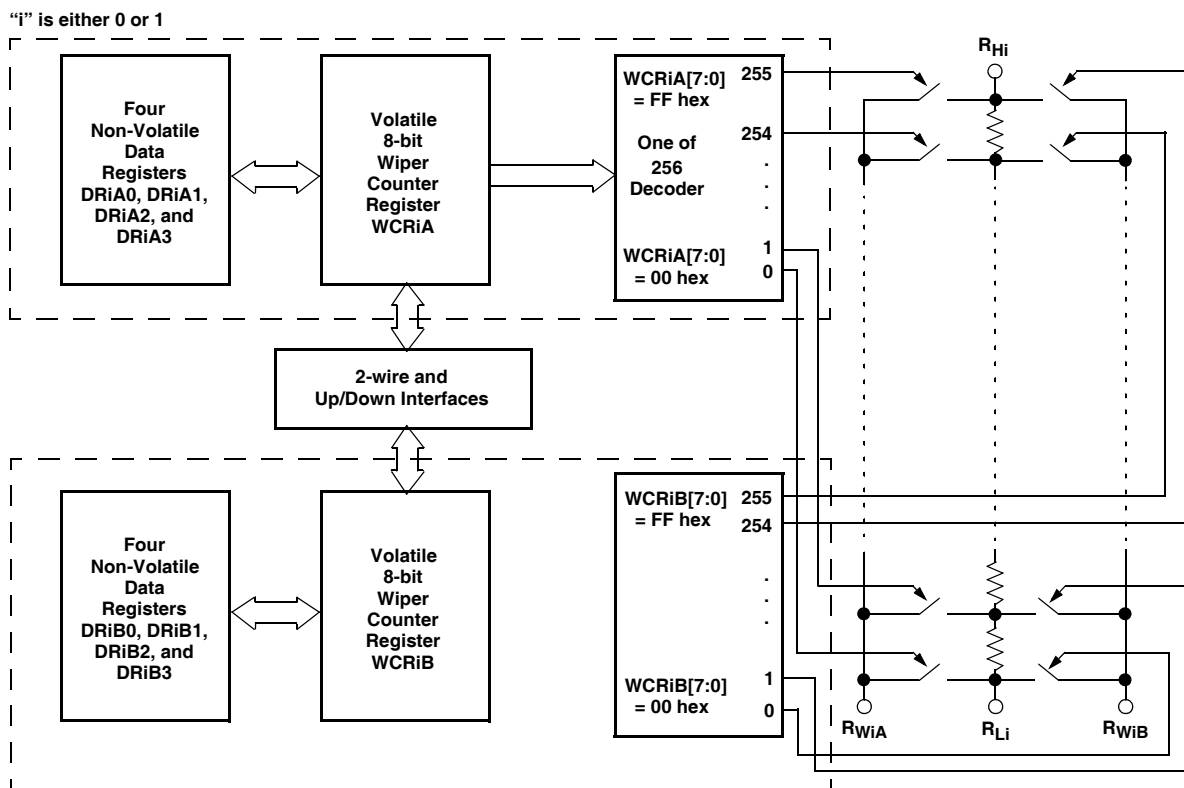 “i” is either 0 or 1
Four
Non-Volatile
Data
Registers
DRiA0, DRiA1,
DRiA2, and
DRiA3
Volatile
8-bit
Wiper
Counter
Register
WCRiA
WCRiA[7:0] 255
= FF hex
254
One of
256
Decoder
.
.
.
WCRiA[7:0] 1
= 00 hex 0
RHi
2-wire and
Up/Down Interfaces
Four
Non-Volatile
Data
Registers
DRiB0, DRiB1,
DRiB2, and
DRiB3
Volatile
8-bit
Wiper
Counter
Register
WCRiB
WCRiB[7:0] 255
= FF hex 254
.
.
.
WCRiB[7:0] 1
= 00 hex 0
RWiA RLi RWiB